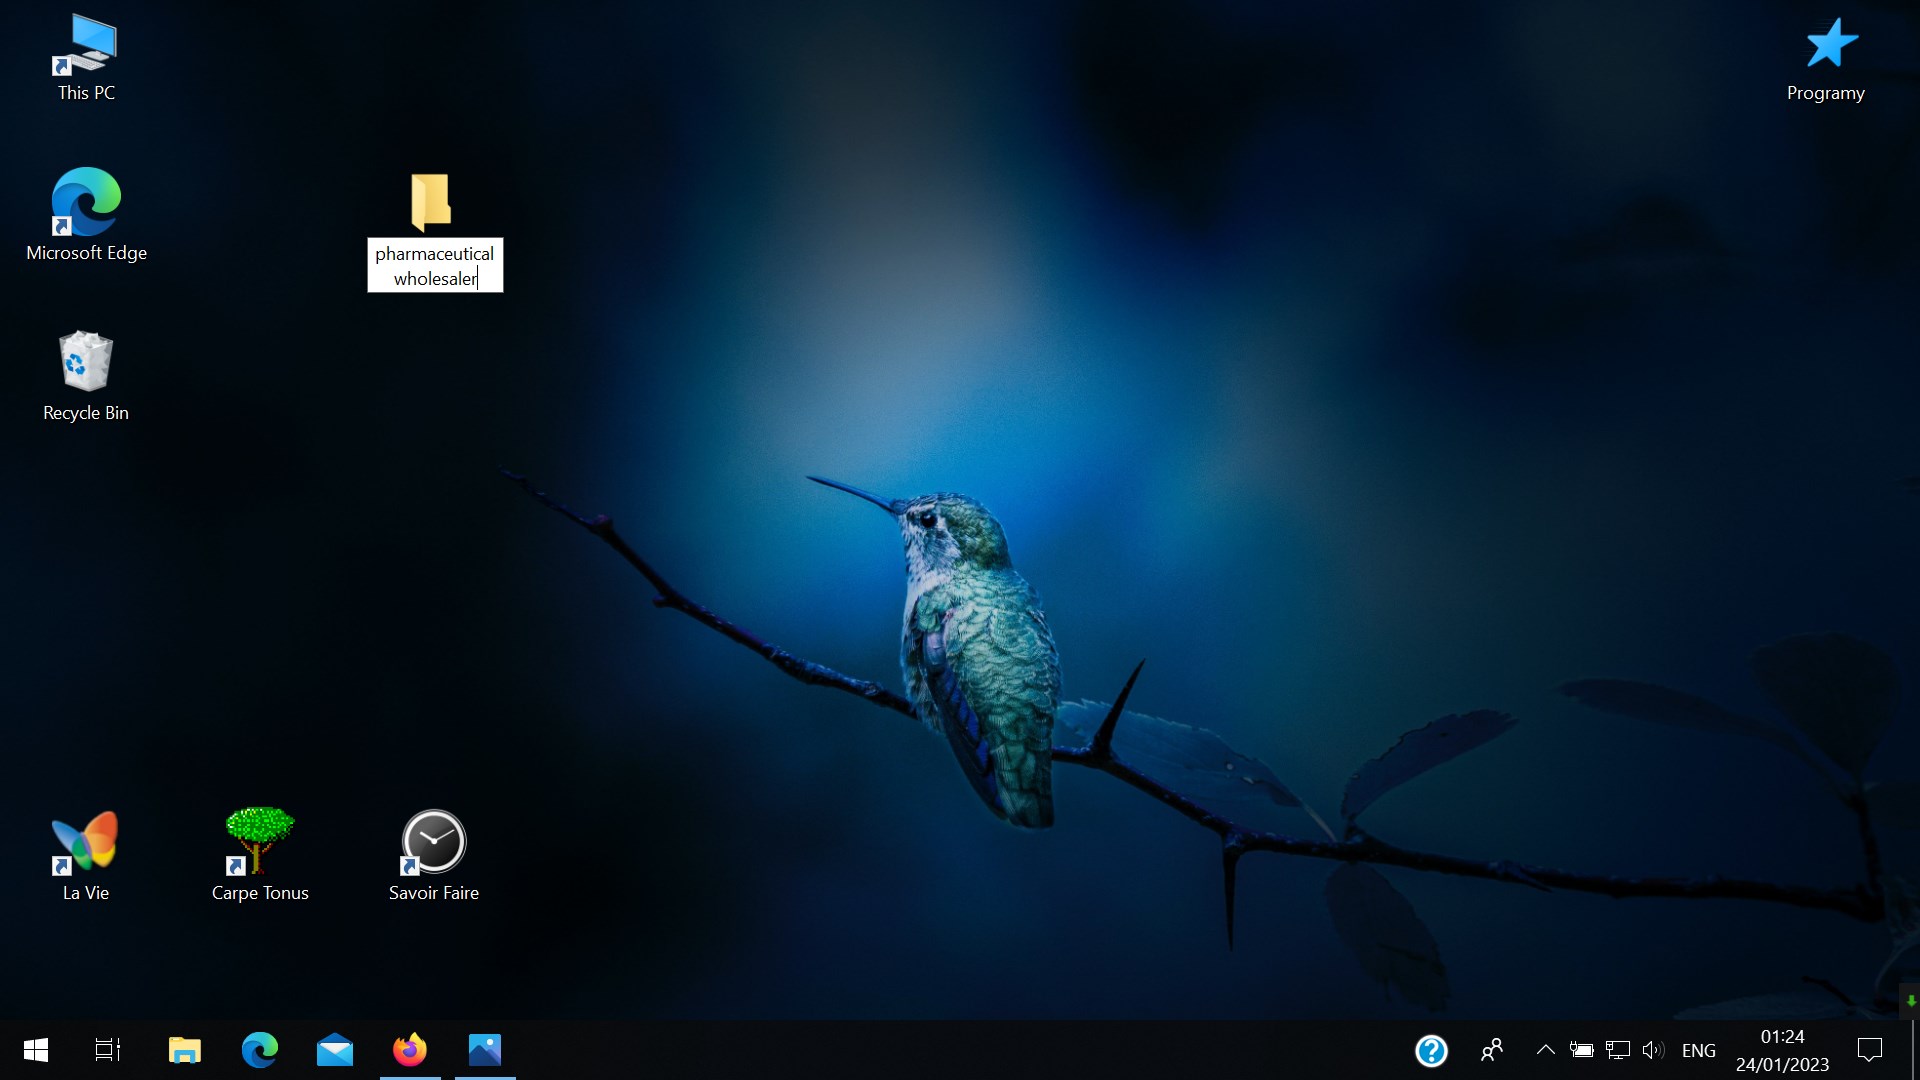 This PC
Programy
Microsoft Edge
pharmaceutical
wholesaler
Recycle Bin
La Vie
Carpe Tonus
Savoir Faire
?
ENG
01:24
24/01/2023